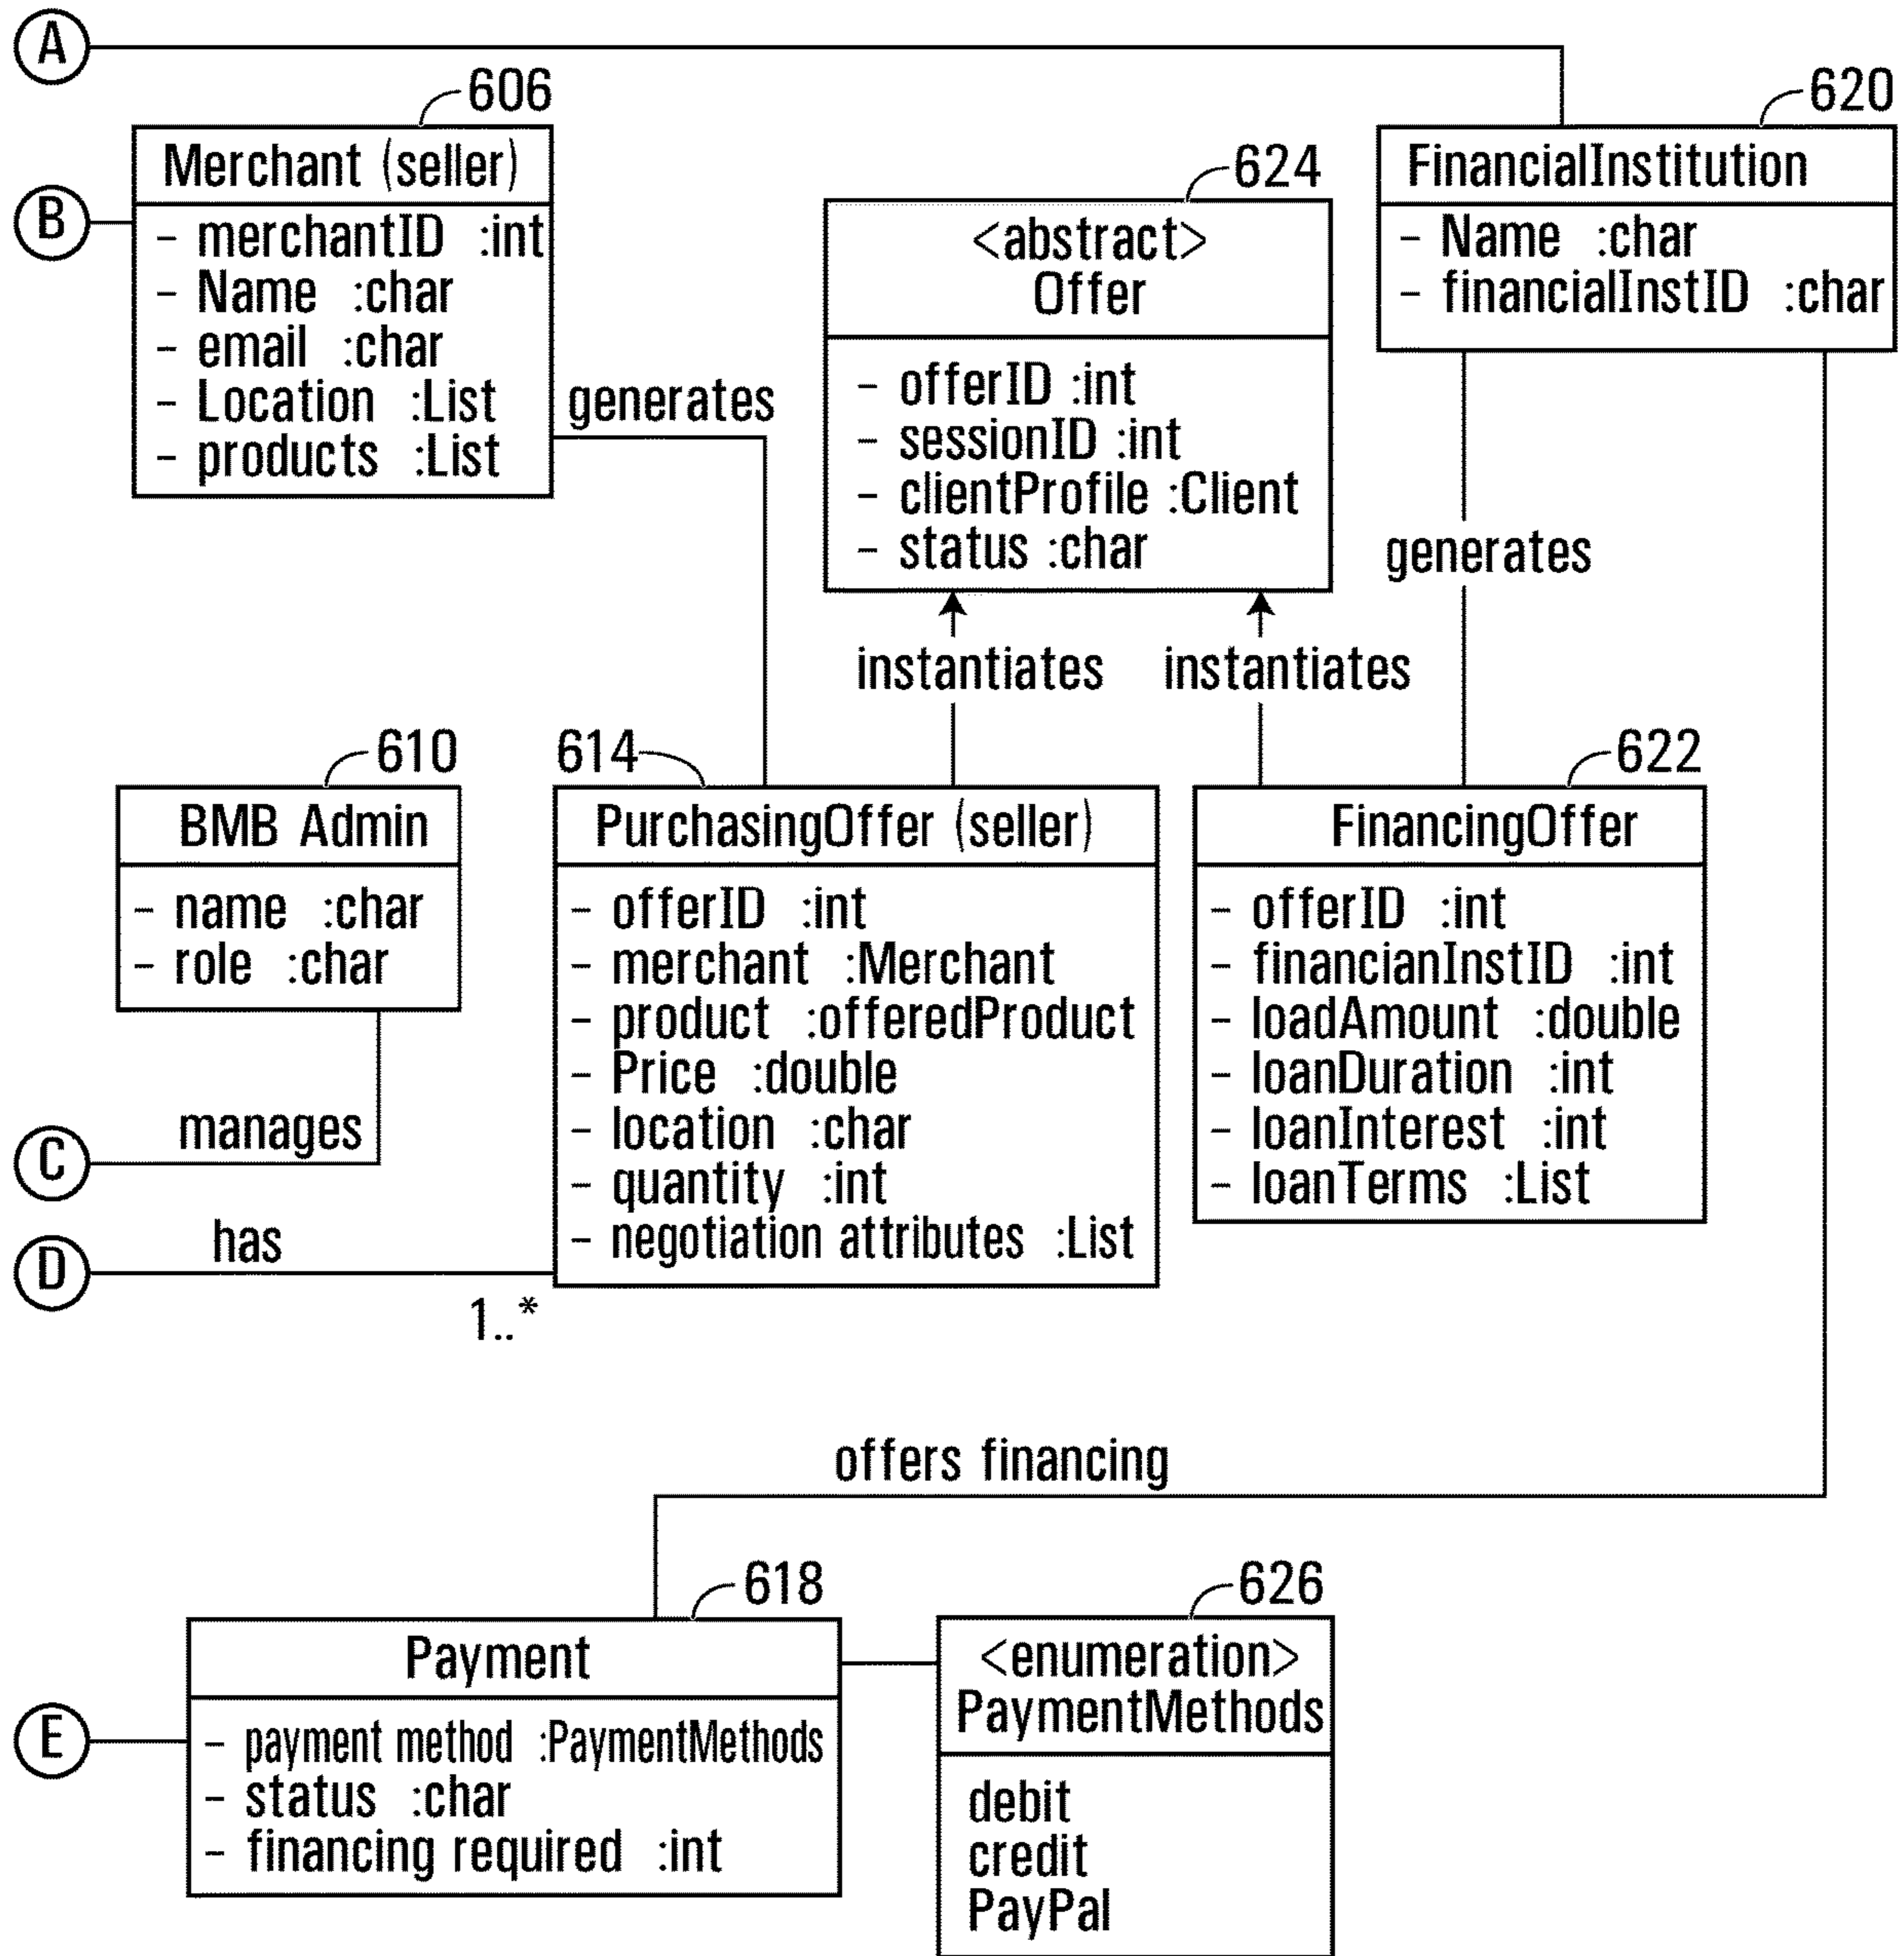 A
606
Merchant (seller)
B
- merchantID :int
- Name :char
- email :char
- Location :List
- products :List
generates
624
<abstract>
Offer
- offerID :int
- sessionID :int
- clientProfile :Client
- status :char
620
FinancialInstitution
- Name :char
- financialInstID :char
generates
instantiates
instantiates
610
BMB Admin
- name :char
- role :char
manages
C
614
PurchasingOffer (seller)
- offerID :int
- merchant :Merchant
- product :offeredProduct
- Price :double
- location :char
- quantity :int
- negotiation attributes :List
has
D
1..*
622
FinancingOffer
- offerID :int
- financianInstID :int
- loadAmount :double
- loanDuration :int
- loanInterest :int
- loanTerms :List
offers financing
618
Payment
E
- payment method :PaymentMethods
- status :char
- financing required :int
626
<enumeration>
PaymentMethods
debit
credit
PayPal